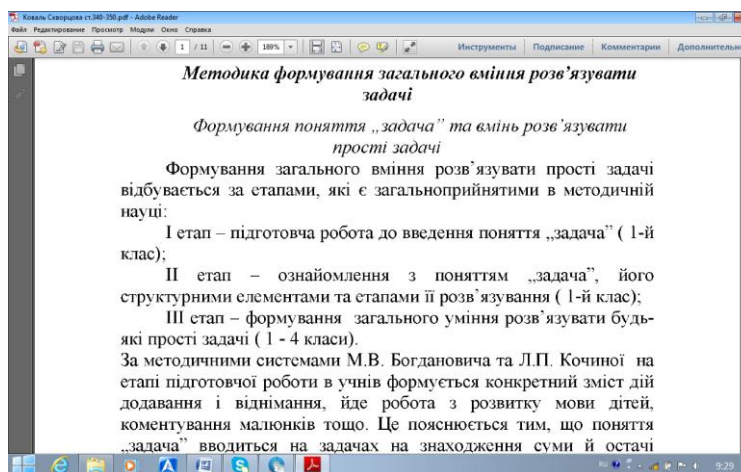 Коваль Скворцова ст.340-350.pdf - Adobe Reader
Файл Редактирование Просмотр Модули Окно Справка
1 / 11 189% Инструменты Подписание Комментарии
Методика формування загального вміння розв’язувати
задачі
Формування поняття „задача” та вмінь розв’язувати
прості задачі
Формування загального вміння розв’язувати прості задачі
відбувається за етапами, які є загальноприйнятими в методичній
науці:
І етап – підготовча робота до введення поняття „задача” ( 1-й
клас);
ІІ етап – ознайомлення з поняттям „задача”, його
структурними елементами та етапами її розв’язування ( 1-й клас);
ІІІ етап – формування загального уміння розв’язувати будь-
які прості задачі ( 1 - 4 класи).
За методичними системами М.В. Богдановича та Л.П. Кочиної на
етапі підготовчої роботи в учнів формується конкретний зміст дій
додавання і віднімання, йде робота з розвитку мови дітей,
коментування малюнків тощо. Це пояснюється тим, що поняття
„задача” вводиться на задачах на знаходження суми й остачі
RU 9:29